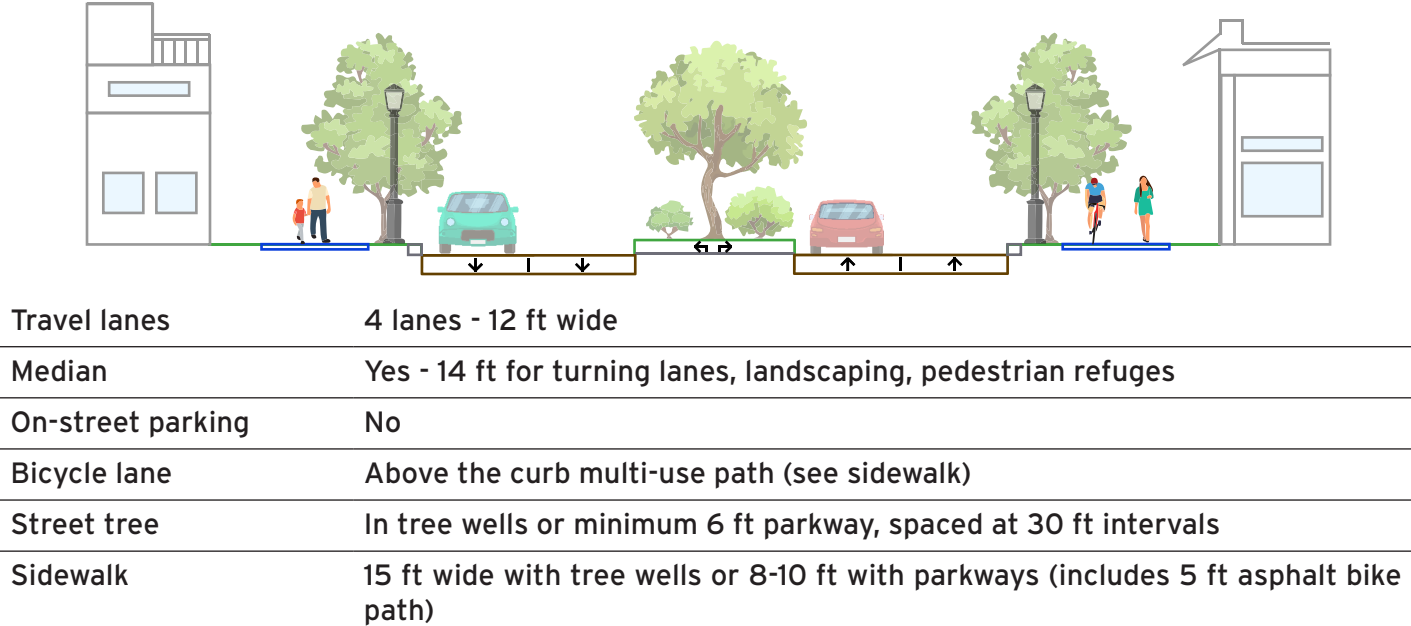 Travel lanes 4 lanes - 12 ft wide
Median Yes - 14 ft for turning lanes, landscaping, pedestrian refuges
On-street parking No
Bicycle lane Above the curb multi-use path (see sidewalk)
Street tree In tree wells or minimum 6 ft parkway, spaced at 30 ft intervals
Sidewalk 15 ft wide with tree wells or 8-10 ft with parkways (includes 5 ft asphalt bike
path)